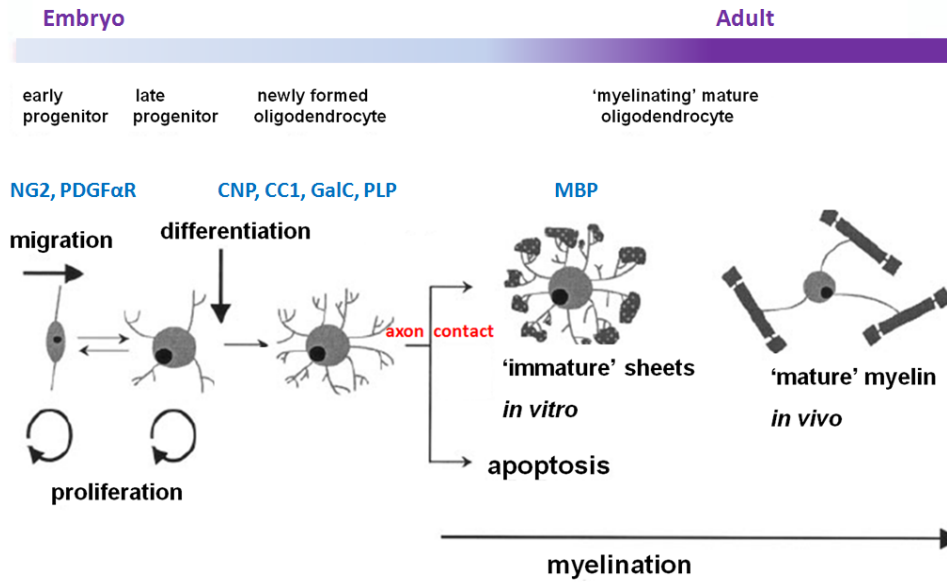 Embryo
Adult
early
progenitor
late
progenitor
newly formed
oligodendrocyte
‘myelinating’ mature
oligodendrocyte
NG2, PDGFαR
CNP, CC1, GalC, PLP
MBP
migration
differentiation
axon contact
‘immature’ sheets
in vitro
‘mature’ myelin
in vivo
apoptosis
proliferation
myelination